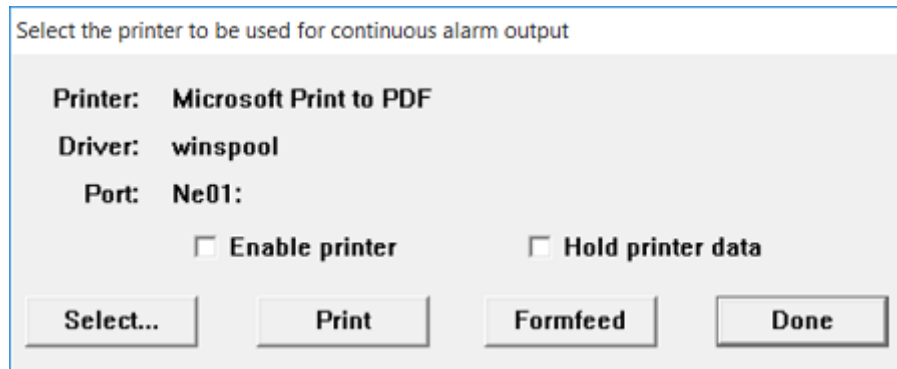 Select the printer to be used for continuous alarm output
Printer: Microsoft Print to PDF
Driver: winspool
Port: Ne01:
Enable printer Hold printer data
Select... Print Formfeed Done